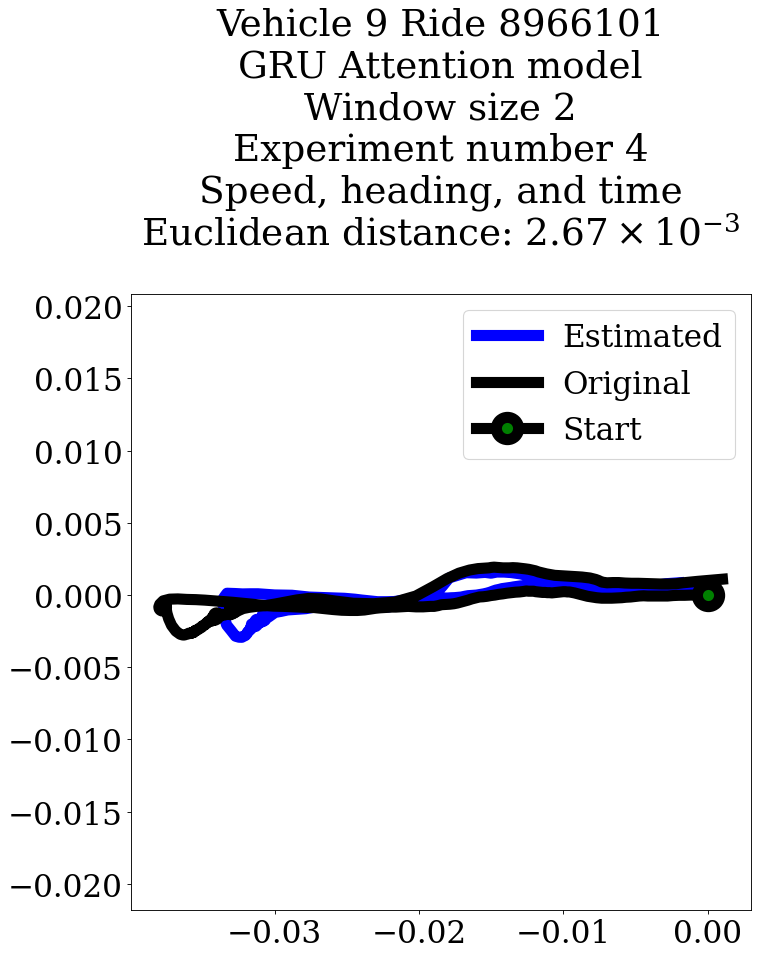 Vehicle 9 Ride 8966101
GRU Attention model
Window size 2
Experiment number 4
Speed, heading, and time
Euclidean distance: 2.67 × 10⁻³
Estimated
Original
Start
0.020
0.015
0.010
0.005
0.000
−0.005
−0.010
−0.015
−0.020
−0.03 −0.02 −0.01 0.00